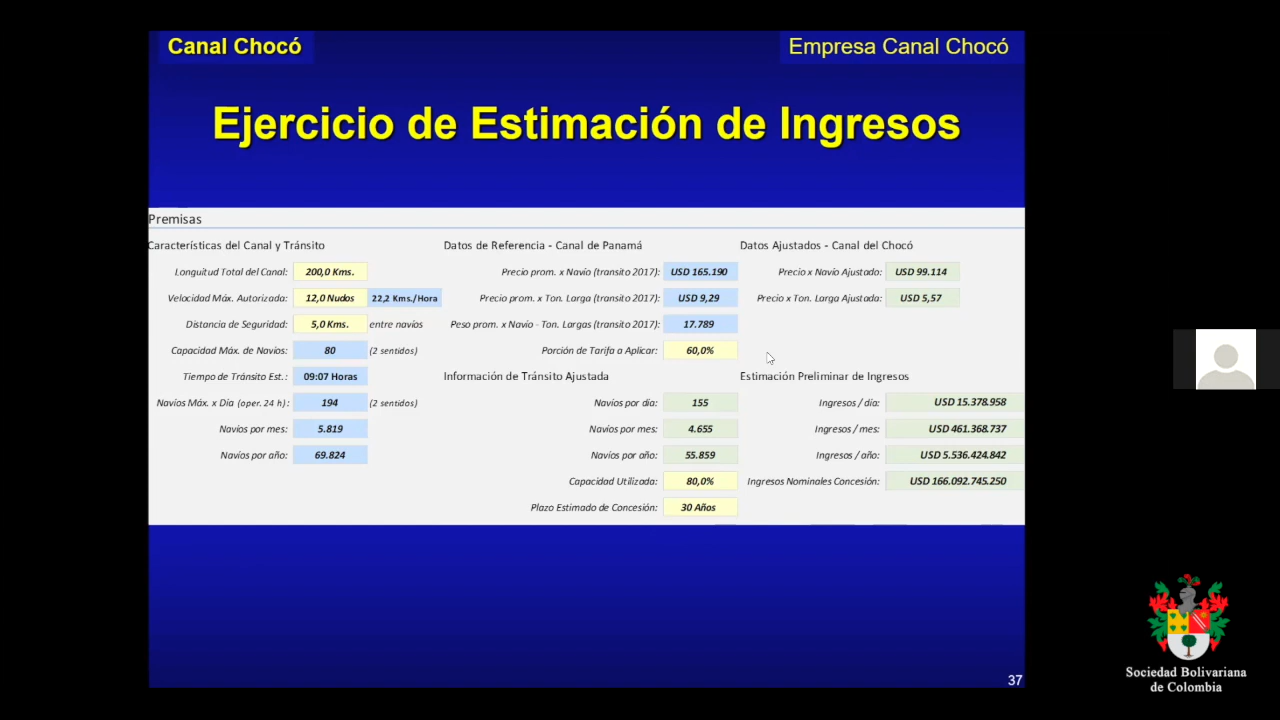 Canal Chocó
Empresa Canal Chocó
Ejercicio de Estimación de Ingresos
Premisas
Características del Canal y Tránsito
Longuitud Total del Canal: 200,0 Kms.
Velocidad Máx. Autorizada: 12,0 Nudos 22,2 Kms./Hora
Distancia de Seguridad: 5,0 Kms. entre navíos
Capacidad Máx. de Navíos: 80 (2 sentidos)
Tiempo de Tránsito Est.: 09:07 Horas
Navíos Máx. x Día (oper. 24 h): 194 (2 sentidos)
Navíos por mes: 5.819
Navíos por año: 69.824
Datos de Referencia - Canal de Panamá
Precio prom. x Navío (transito 2017): USD 165.190
Precio prom. x Ton. Larga (transito 2017): USD 9,29
Peso prom. x Navío - Ton. Largas (transito 2017): 17.789
Porción de Tarifa a Aplicar: 60,0%
Información de Tránsito Ajustada
Navíos por día: 155
Navíos por mes: 4.655
Navíos por año: 55.859
Capacidad Utilizada: 80,0%
Plazo Estimado de Concesión: 30 Años
Datos Ajustados - Canal del Chocó
Precio x Navío Ajustado: USD 99.114
Precio x Ton. Larga Ajustada: USD 5,57
Estimación Preliminar de Ingresos
Ingresos / día: USD 15.378.958
Ingresos / mes: USD 461.368.737
Ingresos / año: USD 5.536.424.842
Ingresos Nominales Concesión: USD 166.092.745.250
37
Sociedad Bolivariana
de Colombia